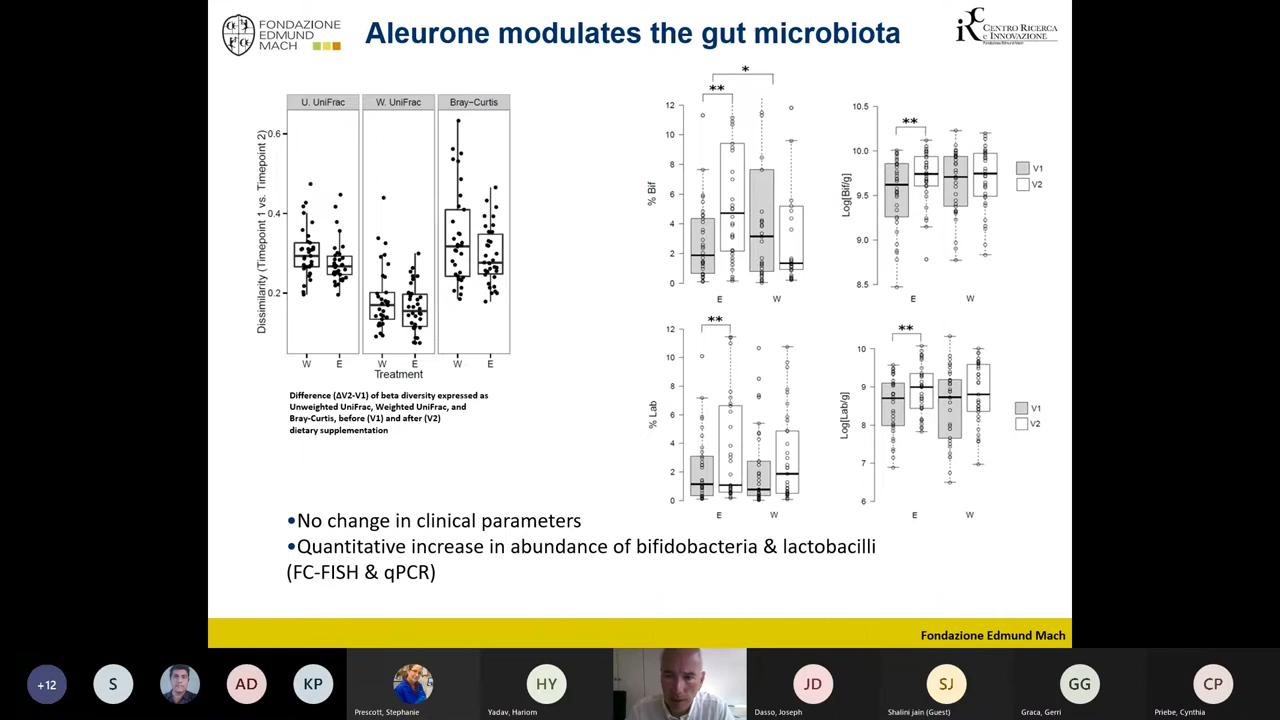 FONDAZIONE
EDMUND
MACH
Aleurone modulates the gut microbiota
CENTRO RICERCA
e INNOVAZIONE
Fondazione Edmund Mach
U. UniFrac
W. UniFrac
Bray-Curtis
Dissimilarity (Timepoint 1 vs. Timepoint 2)
0.6
0.4
0.2
W E W E W E
Treatment
Difference (ΔV2-V1) of beta diversity expressed as
Unweighted UniFrac, Weighted UniFrac, and
Bray-Curtis, before (V1) and after (V2)
dietary supplementation
% Bif
12
10
8
6
4
2
0
*
**
E W
Log[Bif/g]
10.5
10.0
9.5
9.0
8.5
**
E W
V1
V2
% Lab
12
10
8
6
4
2
0
**
E W
Log[Lab/g]
10
9
8
7
6
**
E W
V1
V2
•No change in clinical parameters
•Quantitative increase in abundance of bifidobacteria & lactobacilli
(FC-FISH & qPCR)
Fondazione Edmund Mach
+12
S
AD
KP
Prescott, Stephanie
HY
Yadav, Hariom
JD
Dasso, Joseph
SJ
Shalini jain (Guest)
GG
Graca, Gerri
CP
Priebe, Cynthia